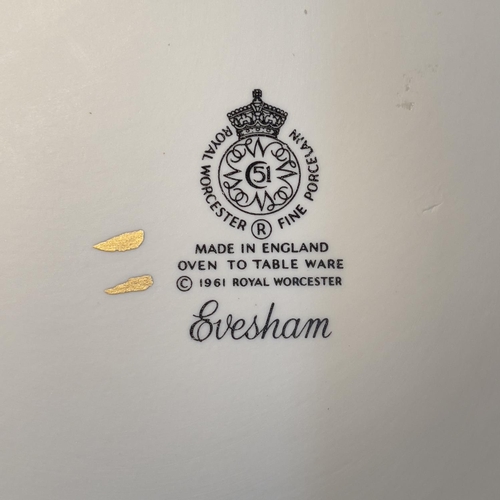 ROYAL WORCESTER ® FINE PORCELAIN
C51
MADE IN ENGLAND
OVEN TO TABLE WARE
© 1961 ROYAL WORCESTER
Evesham